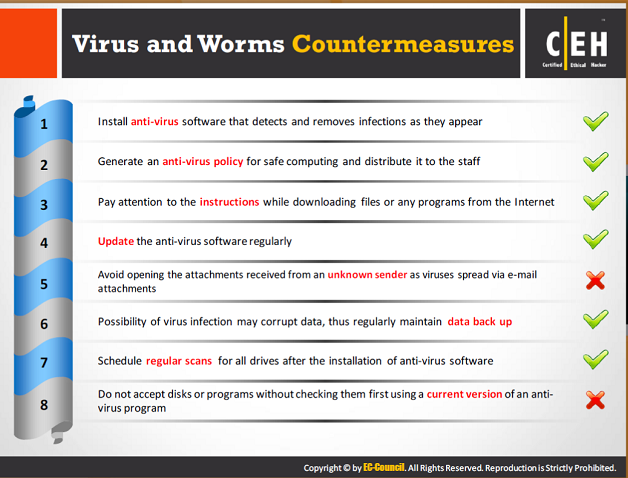 Virus and Worms Countermeasures
C|EH
Certified Ethical Hacker
1
Install anti-virus software that detects and removes infections as they appear
2
Generate an anti-virus policy for safe computing and distribute it to the staff
3
Pay attention to the instructions while downloading files or any programs from the Internet
4
Update the anti-virus software regularly
5
Avoid opening the attachments received from an unknown sender as viruses spread via e-mail
attachments
6
Possibility of virus infection may corrupt data, thus regularly maintain data back up
7
Schedule regular scans for all drives after the installation of anti-virus software
8
Do not accept disks or programs without checking them first using a current version of an anti-
virus program
Copyright © by EC-Council. All Rights Reserved. Reproduction is Strictly Prohibited.